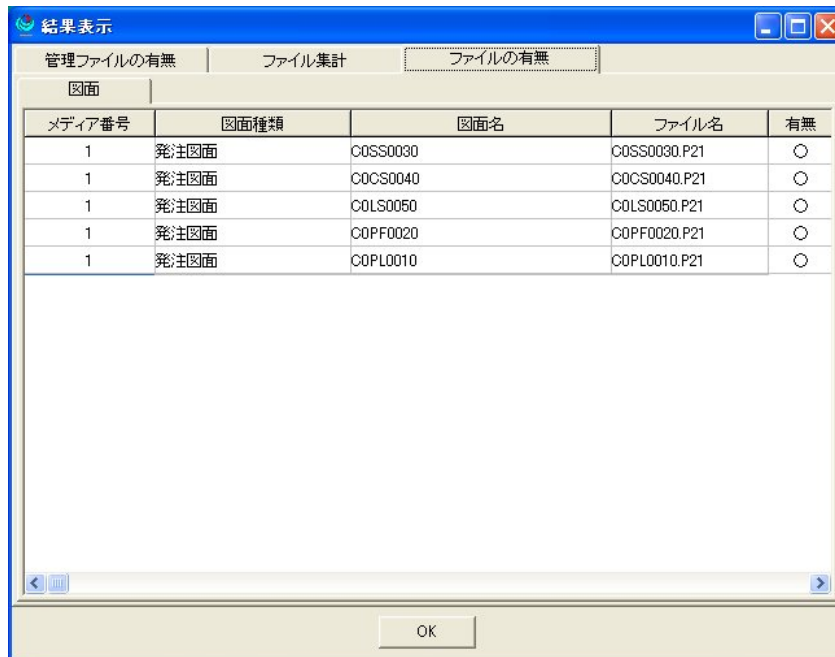 結果表示
管理ファイルの有無 ファイル集計 ファイルの有無
図面
メディア番号 図面種類 図面名 ファイル名 有無
1 発注図面 C0SS0030 C0SS0030.P21 ○
1 発注図面 C0CS0040 C0CS0040.P21 ○
1 発注図面 C0LS0050 C0LS0050.P21 ○
1 発注図面 C0PF0020 C0PF0020.P21 ○
1 発注図面 C0PL0010 C0PL0010.P21 ○
OK